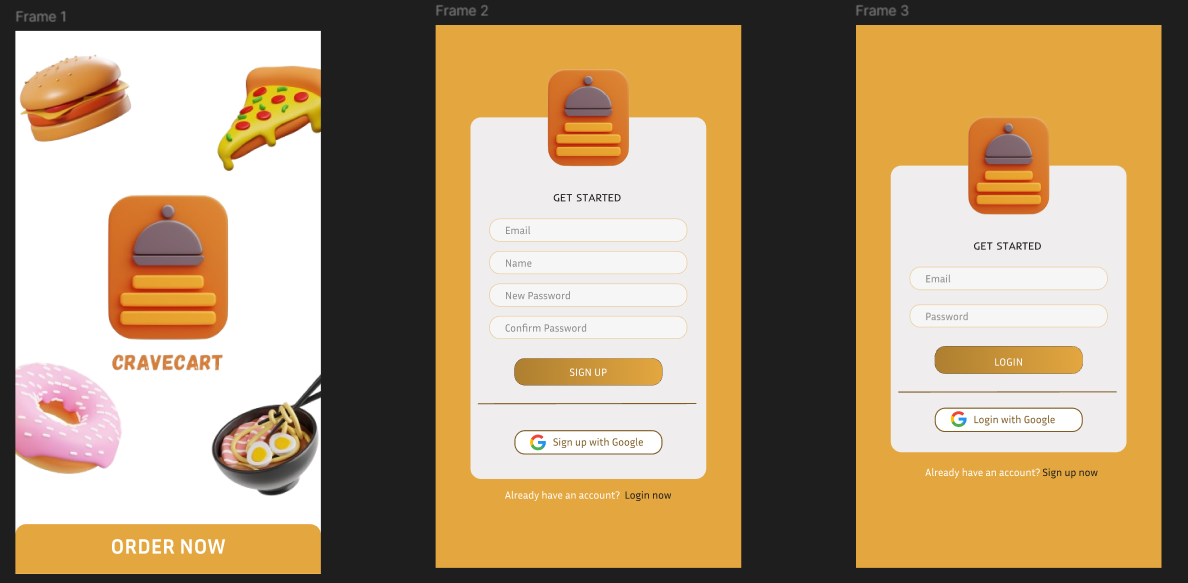 Frame 1
CRAVECART
ORDER NOW
Frame 2
GET STARTED
Email
Name
New Password
Confirm Password
SIGN UP
Sign up with Google
Already have an account? Login now
Frame 3
GET STARTED
Email
Password
LOGIN
Login with Google
Already have an account? Sign up now